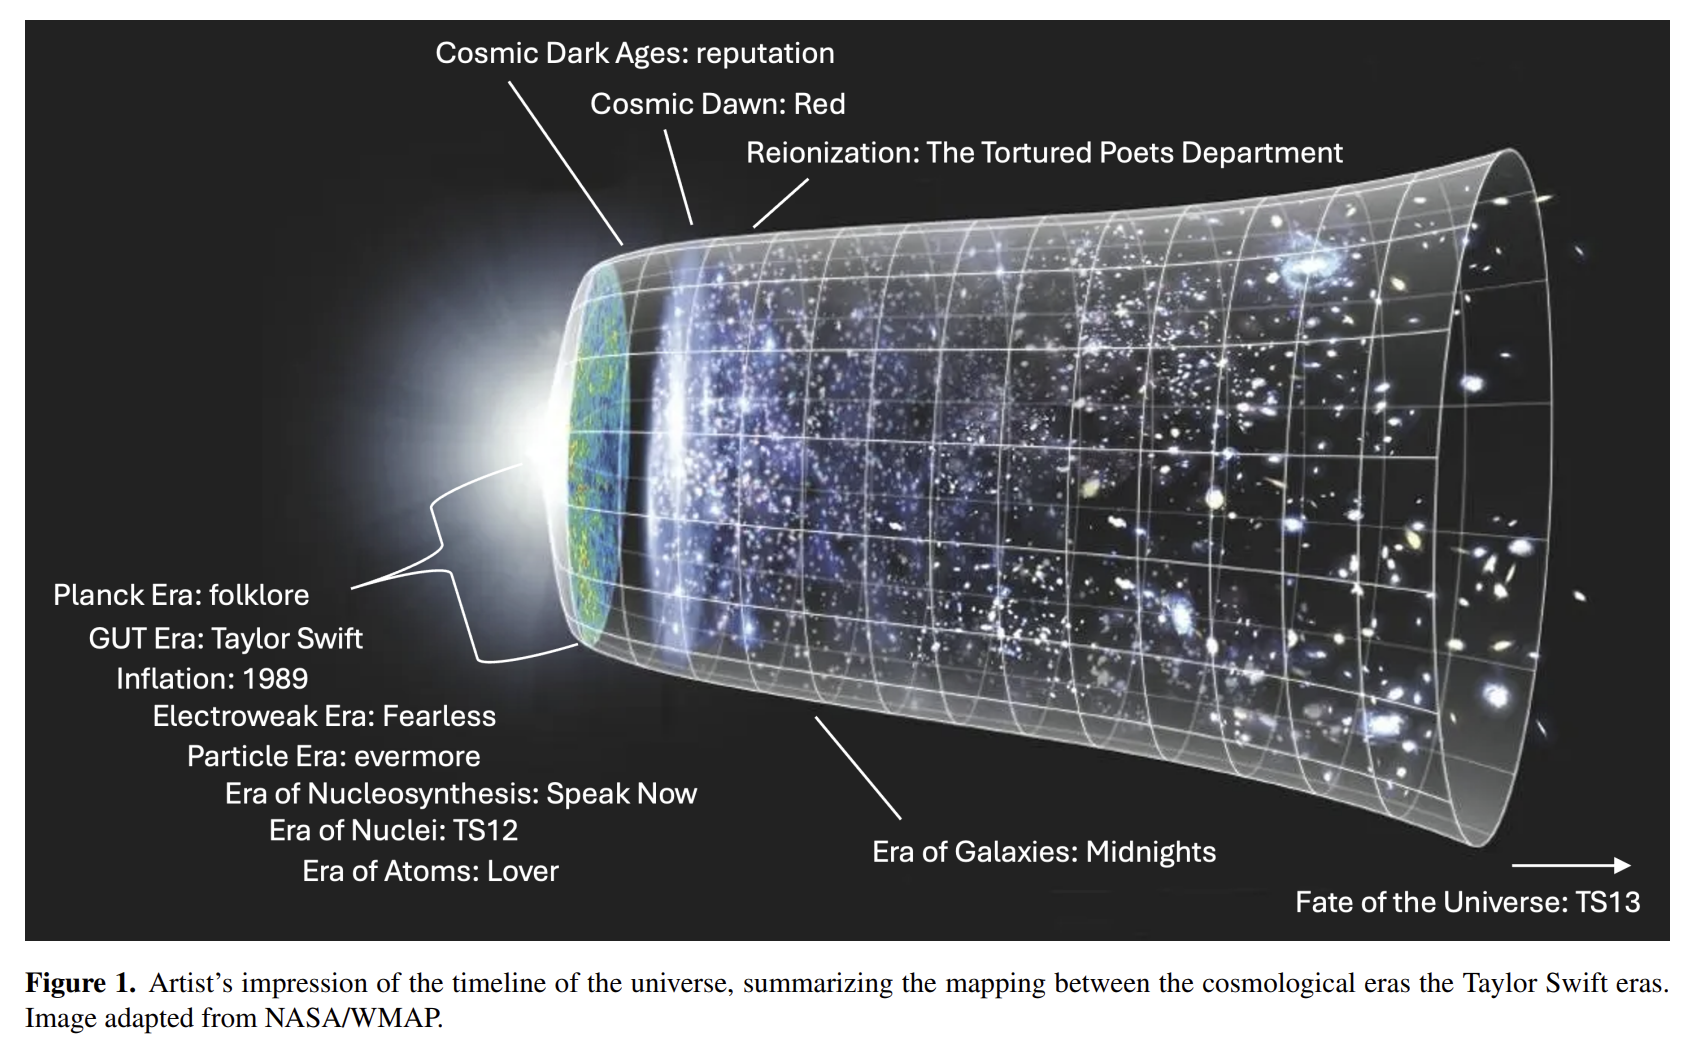 Cosmic Dark Ages: reputation
Cosmic Dawn: Red
Reionization: The Tortured Poets Department
Planck Era: folklore
GUT Era: Taylor Swift
Inflation: 1989
Electroweak Era: Fearless
Particle Era: evermore
Era of Nucleosynthesis: Speak Now
Era of Nuclei: TS12
Era of Atoms: Lover
Era of Galaxies: Midnights
Fate of the Universe: TS13
Figure 1. Artist’s impression of the timeline of the universe, summarizing the mapping between the cosmological eras the Taylor Swift eras.
Image adapted from NASA/WMAP.